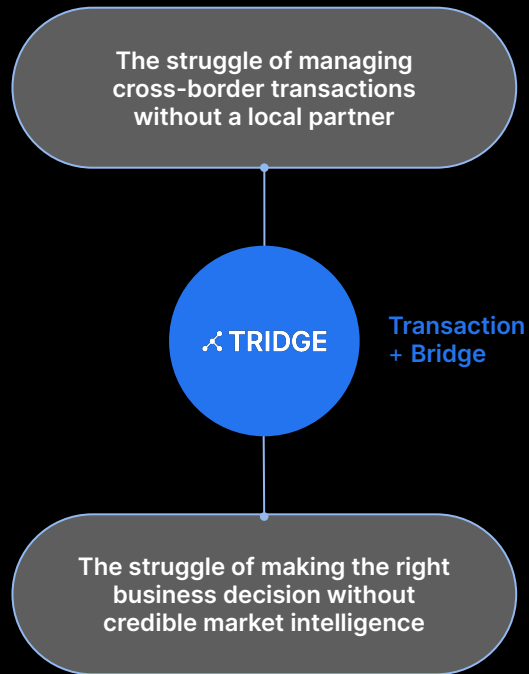 The struggle of managing
cross-border transactions
without a local partner
TRIDGE
Transaction
+ Bridge
The struggle of making the right
business decision without
credible market intelligence